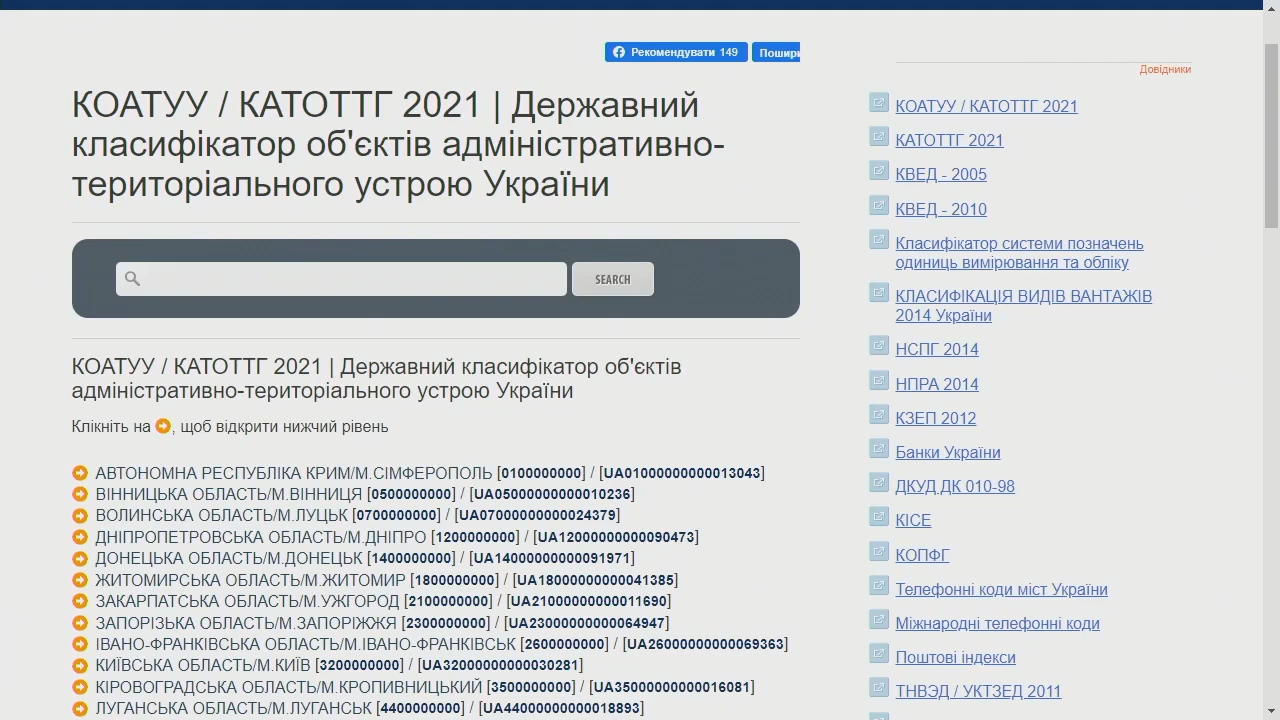 Рекомендувати 149
Довідники
КОАТУУ / КАТОТТГ 2021 | Державний
класифікатор об'єктів адміністративно-
територіального устрою України
SEARCH
КОАТУУ / КАТОТТГ 2021 | Державний класифікатор об'єктів
адміністративно-територіального устрою України
Клікніть на , щоб відкрити нижчий рівень
АВТОНОМНА РЕСПУБЛІКА КРИМ/М.СІМФЕРОПОЛЬ [0100000000] / [UA01000000000013043]
ВІННИЦЬКА ОБЛАСТЬ/М.ВІННИЦЯ [0500000000] / [UA05000000000010236]
ВОЛИНСЬКА ОБЛАСТЬ/М.ЛУЦЬК [0700000000] / [UA07000000000024379]
ДНІПРОПЕТРОВСЬКА ОБЛАСТЬ/М.ДНІПРО [1200000000] / [UA12000000000090473]
ДОНЕЦЬКА ОБЛАСТЬ/М.ДОНЕЦЬК [1400000000] / [UA14000000000091971]
ЖИТОМИРСЬКА ОБЛАСТЬ/М.ЖИТОМИР [1800000000] / [UA18000000000041385]
ЗАКАРПАТСЬКА ОБЛАСТЬ/М.УЖГОРОД [2100000000] / [UA21000000000011690]
ЗАПОРІЗЬКА ОБЛАСТЬ/М.ЗАПОРІЖЖЯ [2300000000] / [UA23000000000064947]
ІВАНО-ФРАНКІВСЬКА ОБЛАСТЬ/М.ІВАНО-ФРАНКІВСЬК [2600000000] / [UA26000000000069363]
КИЇВСЬКА ОБЛАСТЬ/М.КИЇВ [3200000000] / [UA32000000000030281]
КІРОВОГРАДСЬКА ОБЛАСТЬ/М.КРОПИВНИЦЬКИЙ [3500000000] / [UA35000000000016081]
ЛУГАНСЬКА ОБЛАСТЬ/М.ЛУГАНСЬК [4400000000] / [UA44000000000018893]
КОАТУУ / КАТОТТГ 2021
КАТОТТГ 2021
КВЕД - 2005
КВЕД - 2010
Класифікатор системи позначень
одиниць вимірювання та обліку
КЛАСИФІКАЦІЯ ВИДІВ ВАНТАЖІВ
2014 України
НСПГ 2014
НПРА 2014
КЗЕП 2012
Банки України
ДКУД ДК 010-98
КІСЕ
КОПФГ
Телефонні коди міст України
Міжнародні телефонні коди
Поштові індекси
ТНВЭД / УКТЗЕД 2011